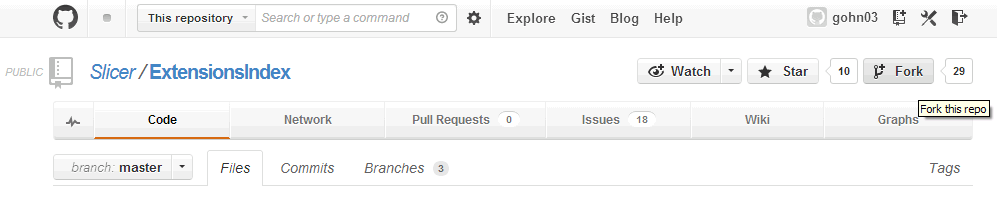 This repository Search or type a command Explore Gist Blog Help gohn03
PUBLIC Slicer / ExtensionsIndex Watch Star 10 Fork 29
Fork this repo
Code Network Pull Requests 0 Issues 18 Wiki Graphs
branch: master Files Commits Branches 3 Tags